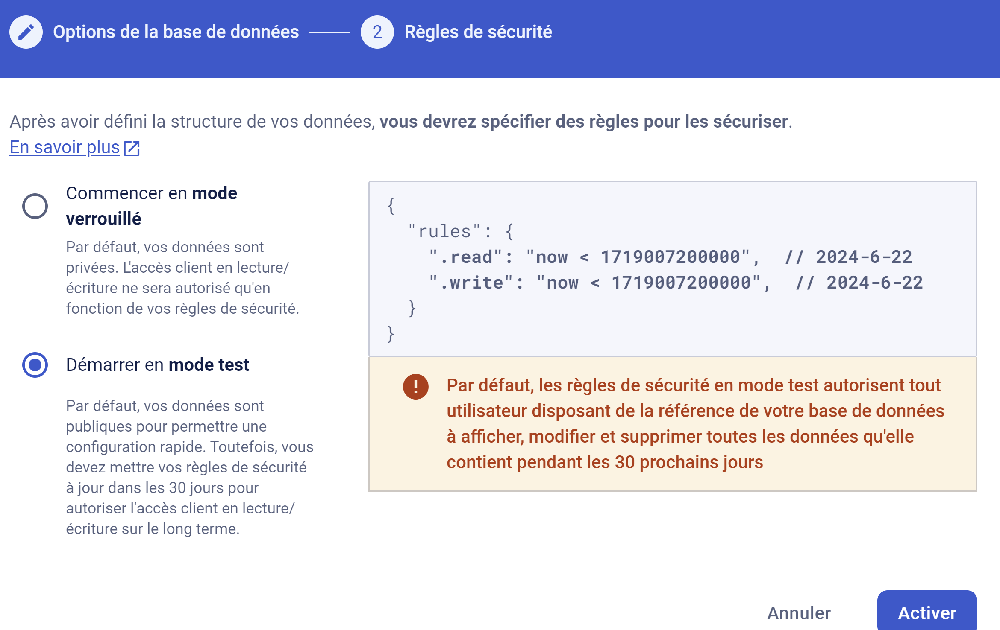 Options de la base de données
2 Règles de sécurité
Après avoir défini la structure de vos données, vous devrez spécifier des règles pour les sécuriser.
En savoir plus
Commencer en mode
verrouillé
Par défaut, vos données sont
privées. L'accès client en lecture/
écriture ne sera autorisé qu'en
fonction de vos règles de sécurité.
Démarrer en mode test
Par défaut, vos données sont
publiques pour permettre une
configuration rapide. Toutefois, vous
devez mettre vos règles de sécurité
à jour dans les 30 jours pour
autoriser l'accès client en lecture/
écriture sur le long terme.
{
"rules": {
".read": "now < 1719007200000", // 2024-6-22
".write": "now < 1719007200000", // 2024-6-22
}
}
Par défaut, les règles de sécurité en mode test autorisent tout
utilisateur disposant de la référence de votre base de données
à afficher, modifier et supprimer toutes les données qu'elle
contient pendant les 30 prochains jours
Annuler
Activer